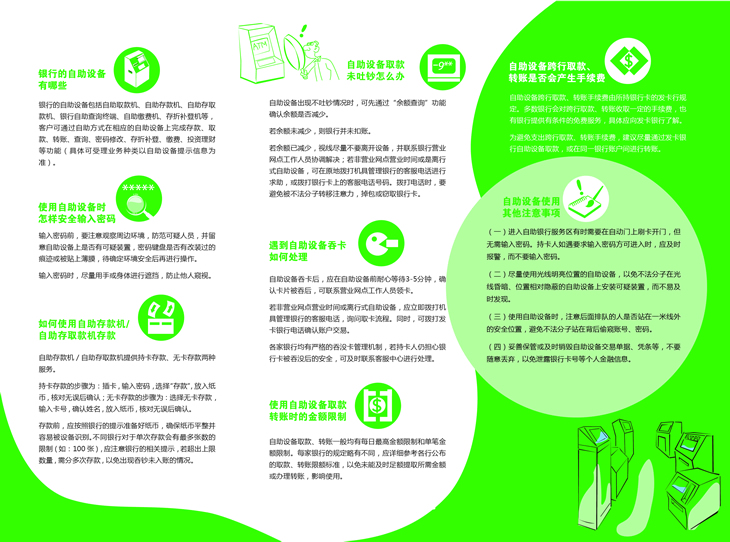 银行的自助设备
有哪些
银行的自助设备包括自助取款机、自助存款机、自助存取
款机、银行自助查询终端、自助缴费机、存折补登机等，
客户可通过自助方式在相应的自助设备上完成存款、取
款、转账、查询、密码修改、存折补登、缴费、投资理财
等功能（具体可受理业务种类以自助设备提示信息为
准）。
*****
使用自助设备时
怎样安全输入密码
输入密码前，要注意观察周边环境，防范可疑人员，并留
意自助设备上是否有可疑装置，密码键盘是否有改装过的
痕迹或被贴上薄膜，待确定环境安全后再进行操作。
输入密码时，尽量用手或身体进行遮挡，防止他人窥视。
如何使用自助存款机/
自助存取款机存款
自助存款机 / 自助存取款机提供持卡存款、无卡存款两种
服务。
持卡存款的步骤为：插卡，输入密码，选择“存款”，放入纸
币，核对无误后确认；无卡存款的步骤为：选择无卡存款，
输入卡号，确认姓名，放入纸币，核对无误后确认。
存款前，应按照银行的提示准备好纸币，确保纸币平整并
容易被设备识别。不同银行对于单次存款会有最多张数的
限制（如：100 张），应注意银行的相关提示，若超出上限
数量，需分多次存款，以免出现吞钞未入账的情况。
ATM
自助设备取款
未吐钞怎么办
自助设备出现不吐钞情况时，可先通过“余额查询”功能
确认余额是否减少。
若余额未减少，则银行并未扣账。
若余额已减少，视线尽量不要离开设备，并联系银行营业
网点工作人员协调解决；若非营业网点营业时间或是离行
式自助设备，可在原地拨打机具管理银行的客服电话进行
求助，或拨打银行卡上的客服电话号码。拨打电话时，要
避免被不法分子转移注意力，掉包或窃取银行卡。
遇到自助设备吞卡
如何处理
自助设备吞卡后，应在自助设备前耐心等待3-5分钟，确
认卡片被吞后，可联系营业网点工作人员领卡。
若非营业网点营业时间或离行式自助设备，应立即拨打机
具管理银行的客服电话，询问取卡流程。同时，可拨打发
卡银行电话确认账户交易。
各家银行均有严格的吞没卡管理机制，若持卡人仍担心银
行卡被吞没后的安全，可及时联系客服中心进行处理。
使用自助设备取款
转账时的金额限制
自助设备取款、转账一般均有每日最高金额限制和单笔金
额限制。每家银行的规定略有不同，应详细参考各行公布
的取款、转账限额标准，以免未能及时足额提取所需金额
或办理转账，影响使用。
自助设备跨行取款、
转账是否会产生手续费
自助设备跨行取款、转账手续费由所持银行卡的发卡行规
定。多数银行会对跨行取款、转账收取一定的手续费，也
有银行提供有条件的免费服务，具体应向发卡银行了解。
为避免支出跨行取款、转账手续费，建议尽量通过发卡银
行自助设备取款，或在同一银行账户间进行转账。
自助设备使用
其他注意事项
（一）进入自助银行服务区有时需要在自动门上刷卡开门，但
无需输密码。持卡人如遇要求输入密码方可进入时，应及时
报警，而不要输密码。
（二）尽量使用光线明亮位置的自助设备，以免不法分子在光
线昏暗、位置相对隐蔽的自助设备上安装可疑装置，而不易及
时发现。
（三）使用自助设备时，注意后面排队的人是否站在一米线外
的安全位置，避免不法分子站在背后偷窥账号、密码。
（四）妥善保管或及时销毁自助设备交易单据、凭条等，不要
随意丢弃，以免泄露银行卡号等个人金融信息。